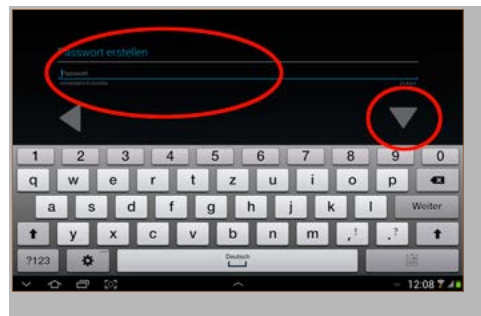 Passwort erstellen
Passwort
1 2 3 4 5 6 7 8 9 0
q w e r t z u i o p
a s d f g h j k l Weiter
y x c v b n m , ! . ?
?123 Deutsch
12:08